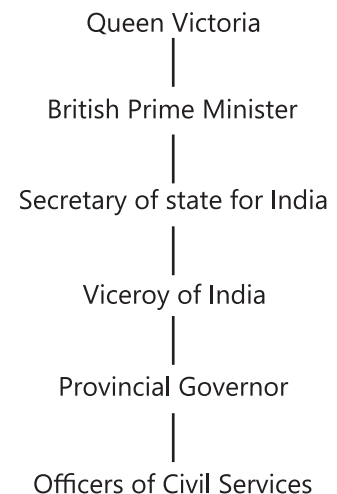 Queen Victoria
British Prime Minister
Secretary of state for India
Viceroy of India
Provincial Governor
Officers of Civil Services